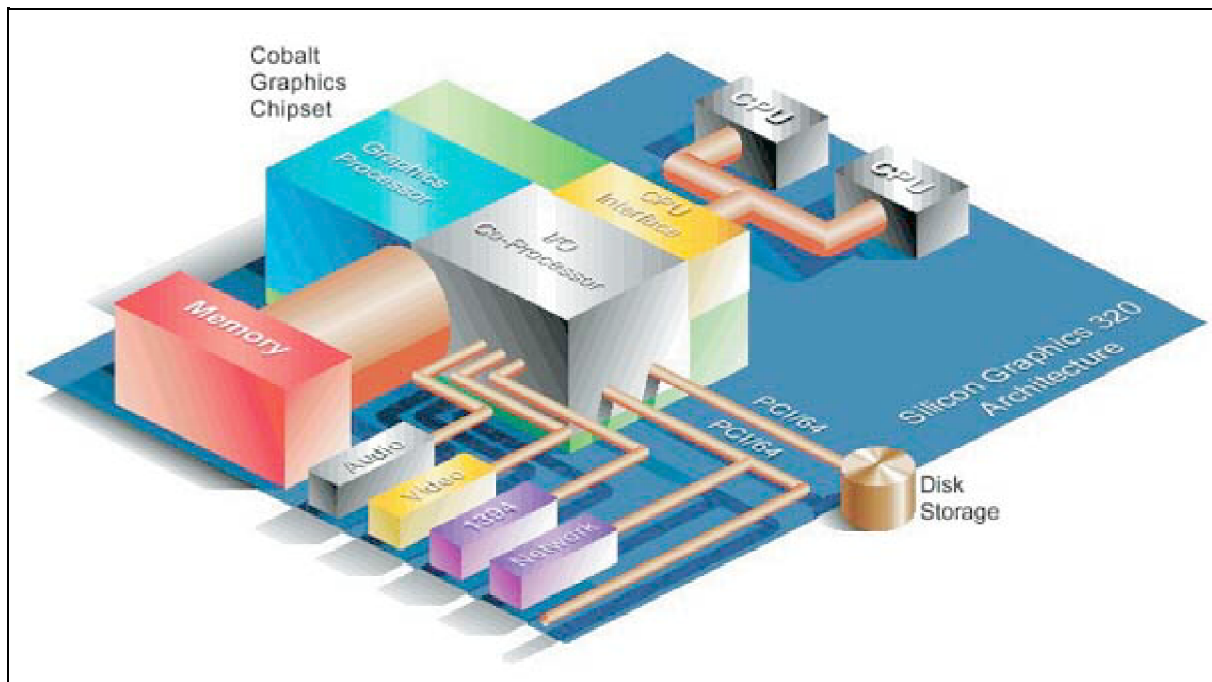 Cobalt
Graphics
Chipset
CPU
CPU
Graphics
Processor
CPU
Interface
I/O
Co-Processor
Memory
Silicon Graphics 320
Architecture
PCI/64
PCI/64
Audio
Video
1394
Network
Disk
Storage